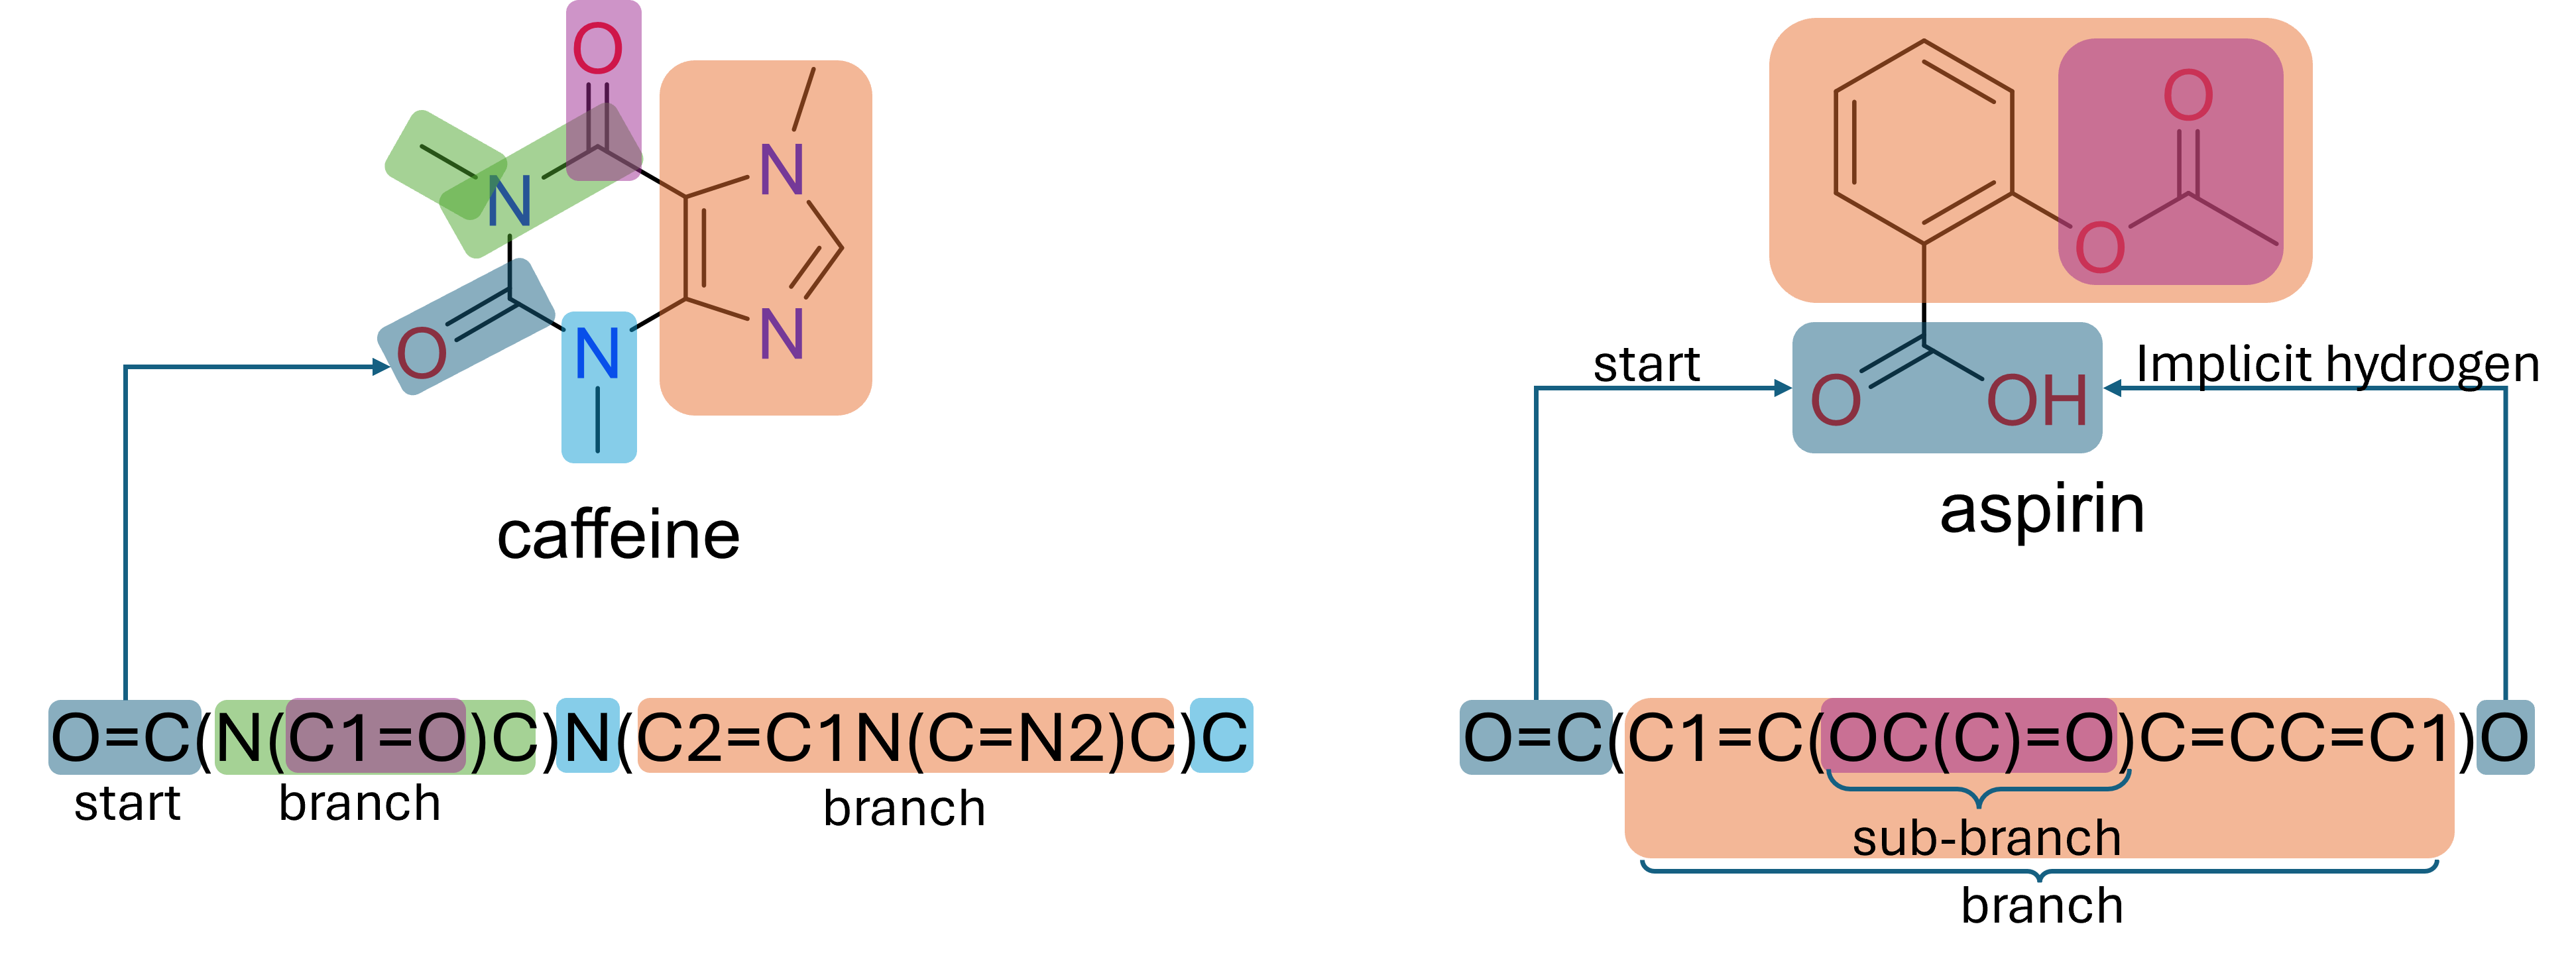 O
N
N
O
N
N
caffeine
O=C(N(C1=O)C)N(C2=C1N(C=N2)C)C
start
branch
branch
O
O
start
Implicit hydrogen
O
OH
aspirin
O=C(C1=C(OC(C)=O)C=CC=C1)O
sub-branch
branch